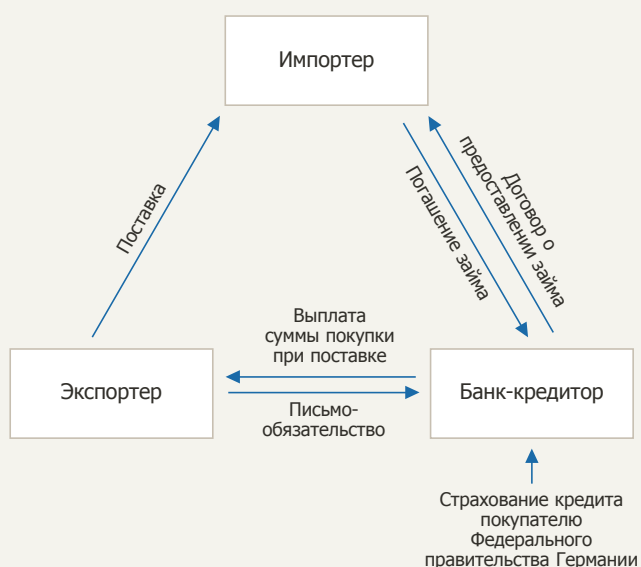 Импортер
Поставка
Погашение займа
Договор о
предоставлении займа
Выплата
суммы покупки
при поставке
Экспортер
Банк-кредитор
Письмо-
обязательство
Страхование кредита
покупателю
Федерального
правительства Германии